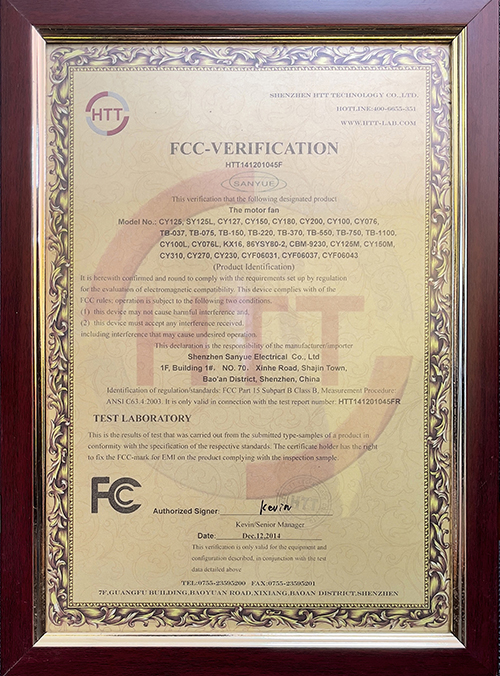 HTT
SHENZHEN HTT TECHNOLOGY CO.,LTD.
HOTLINE:400-6655-351
WWW.HTT-LAB.COM
FCC-VERIFICATION
HTT141201045F
SANYUE
This verification that the following designated product
The motor fan
Model No.: CY125, SY125L, CY127, CY150, CY180, CY200, CY100, CY076,
TB-037, TB-075, TB-150, TB-220, TB-370, TB-550, TB-750, TB-1100,
CY100L, CY076L, KX16, 86YSY80-2, CBM-9230, CY125M, CY150M,
CY310, CY270, CY230, CYF06031, CYF06037, CYF06043
(Product Identification)
It is herewith confirmed and round to comply with the requirements set up by regulation
for the evaluation of electromagnetic compatibility. This device complies with of the
FCC rules: operation is subject to the following two conditions.
(1) this device may not cause harmful interference and,
(2) this device must accept any interference received.
including interference that may cause undesired operation.
This declaration is the responsibility of the manufacturer/importer
Shenzhen Sanyue Electrical Co., Ltd
1F, Building 1#, NO. 70, Xinhe Road, Shajin Town,
Bao'an District, Shenzhen, China
Identification of regulation/standards: FCC Part 15 Subpart B Class B, Measurement Procedure
ANSI C63.4:2003. It is only valid in connection with the test report number: HTT141201045FR
TEST LABORATORY
This is the results of test that was carried out from the submitted type-samples of a product in
conformity with the specification of the respective standards. The certificate holder has the right
to fix the FCC-mark for EMI on the product complying with the inspection sample.
FC
Authorized Signer: Kevin
HTT
Kevin/Senior Manager
Date: Dec.12,2014
This verification is only valid for the equipment and
configuration described, in conjunction with the test
data detailed above
TEL:0755-23595200 FAX:0755-23595201
7F,GUANGFU BUILDING,BAOYUAN ROAD,XIXIANG,BAOAN DISTRICT,SHENZHEN